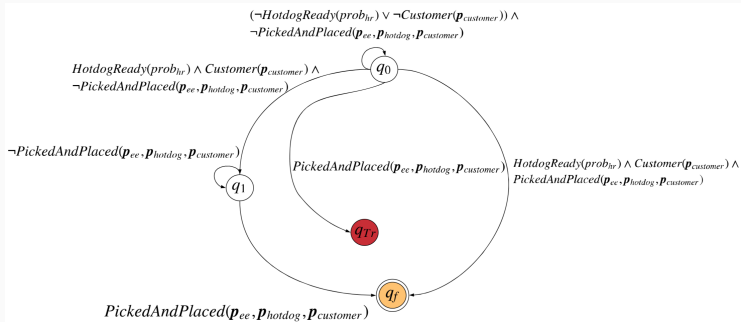 (¬HotdogReady(prob_hr) ∨ ¬Customer(p_customer)) ∧
¬PickedAndPlaced(p_ee, p_hotdog, p_customer)
q_0
HotdogReady(prob_hr) ∧ Customer(p_customer) ∧
¬PickedAndPlaced(p_ee, p_hotdog, p_customer)
¬PickedAndPlaced(p_ee, p_hotdog, p_customer)
q_1
PickedAndPlaced(p_ee, p_hotdog, p_customer)
HotdogReady(prob_hr) ∧ Customer(p_customer) ∧
PickedAndPlaced(p_ee, p_hotdog, p_customer)
q_Tr
q_f
PickedAndPlaced(p_ee, p_hotdog, p_customer)